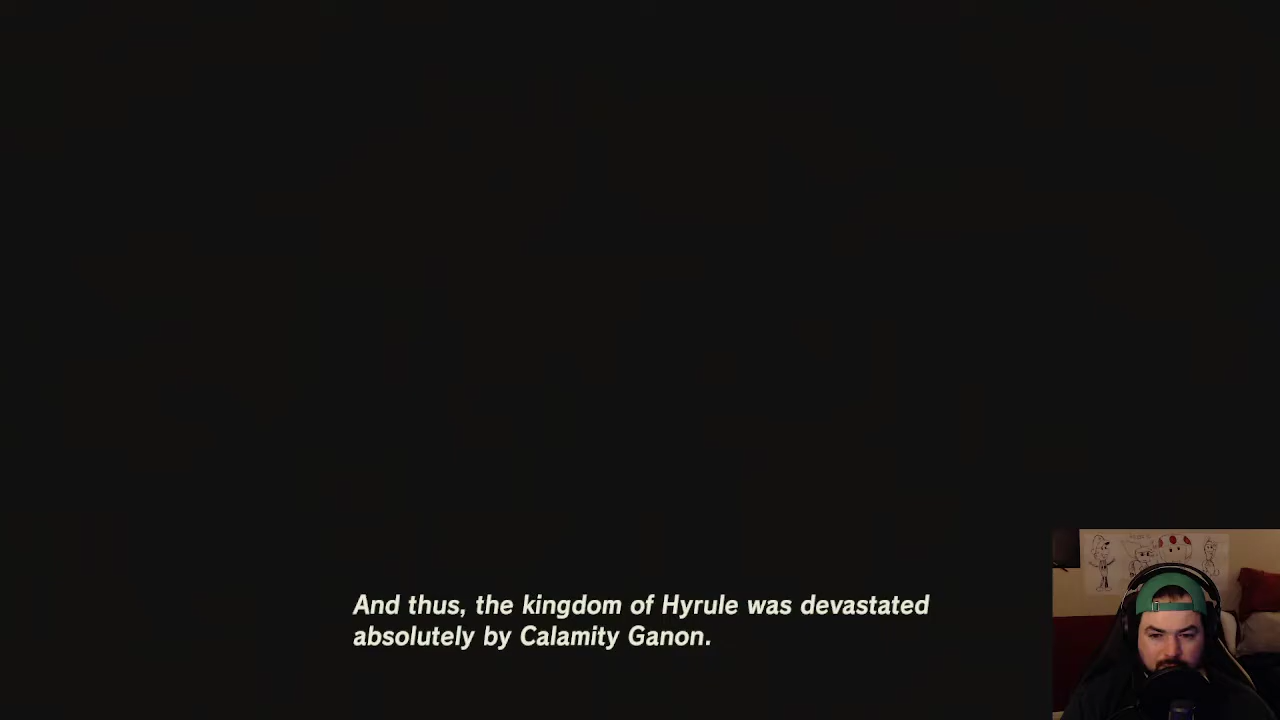 And thus, the kingdom of Hyrule was devastated
absolutely by Calamity Ganon.